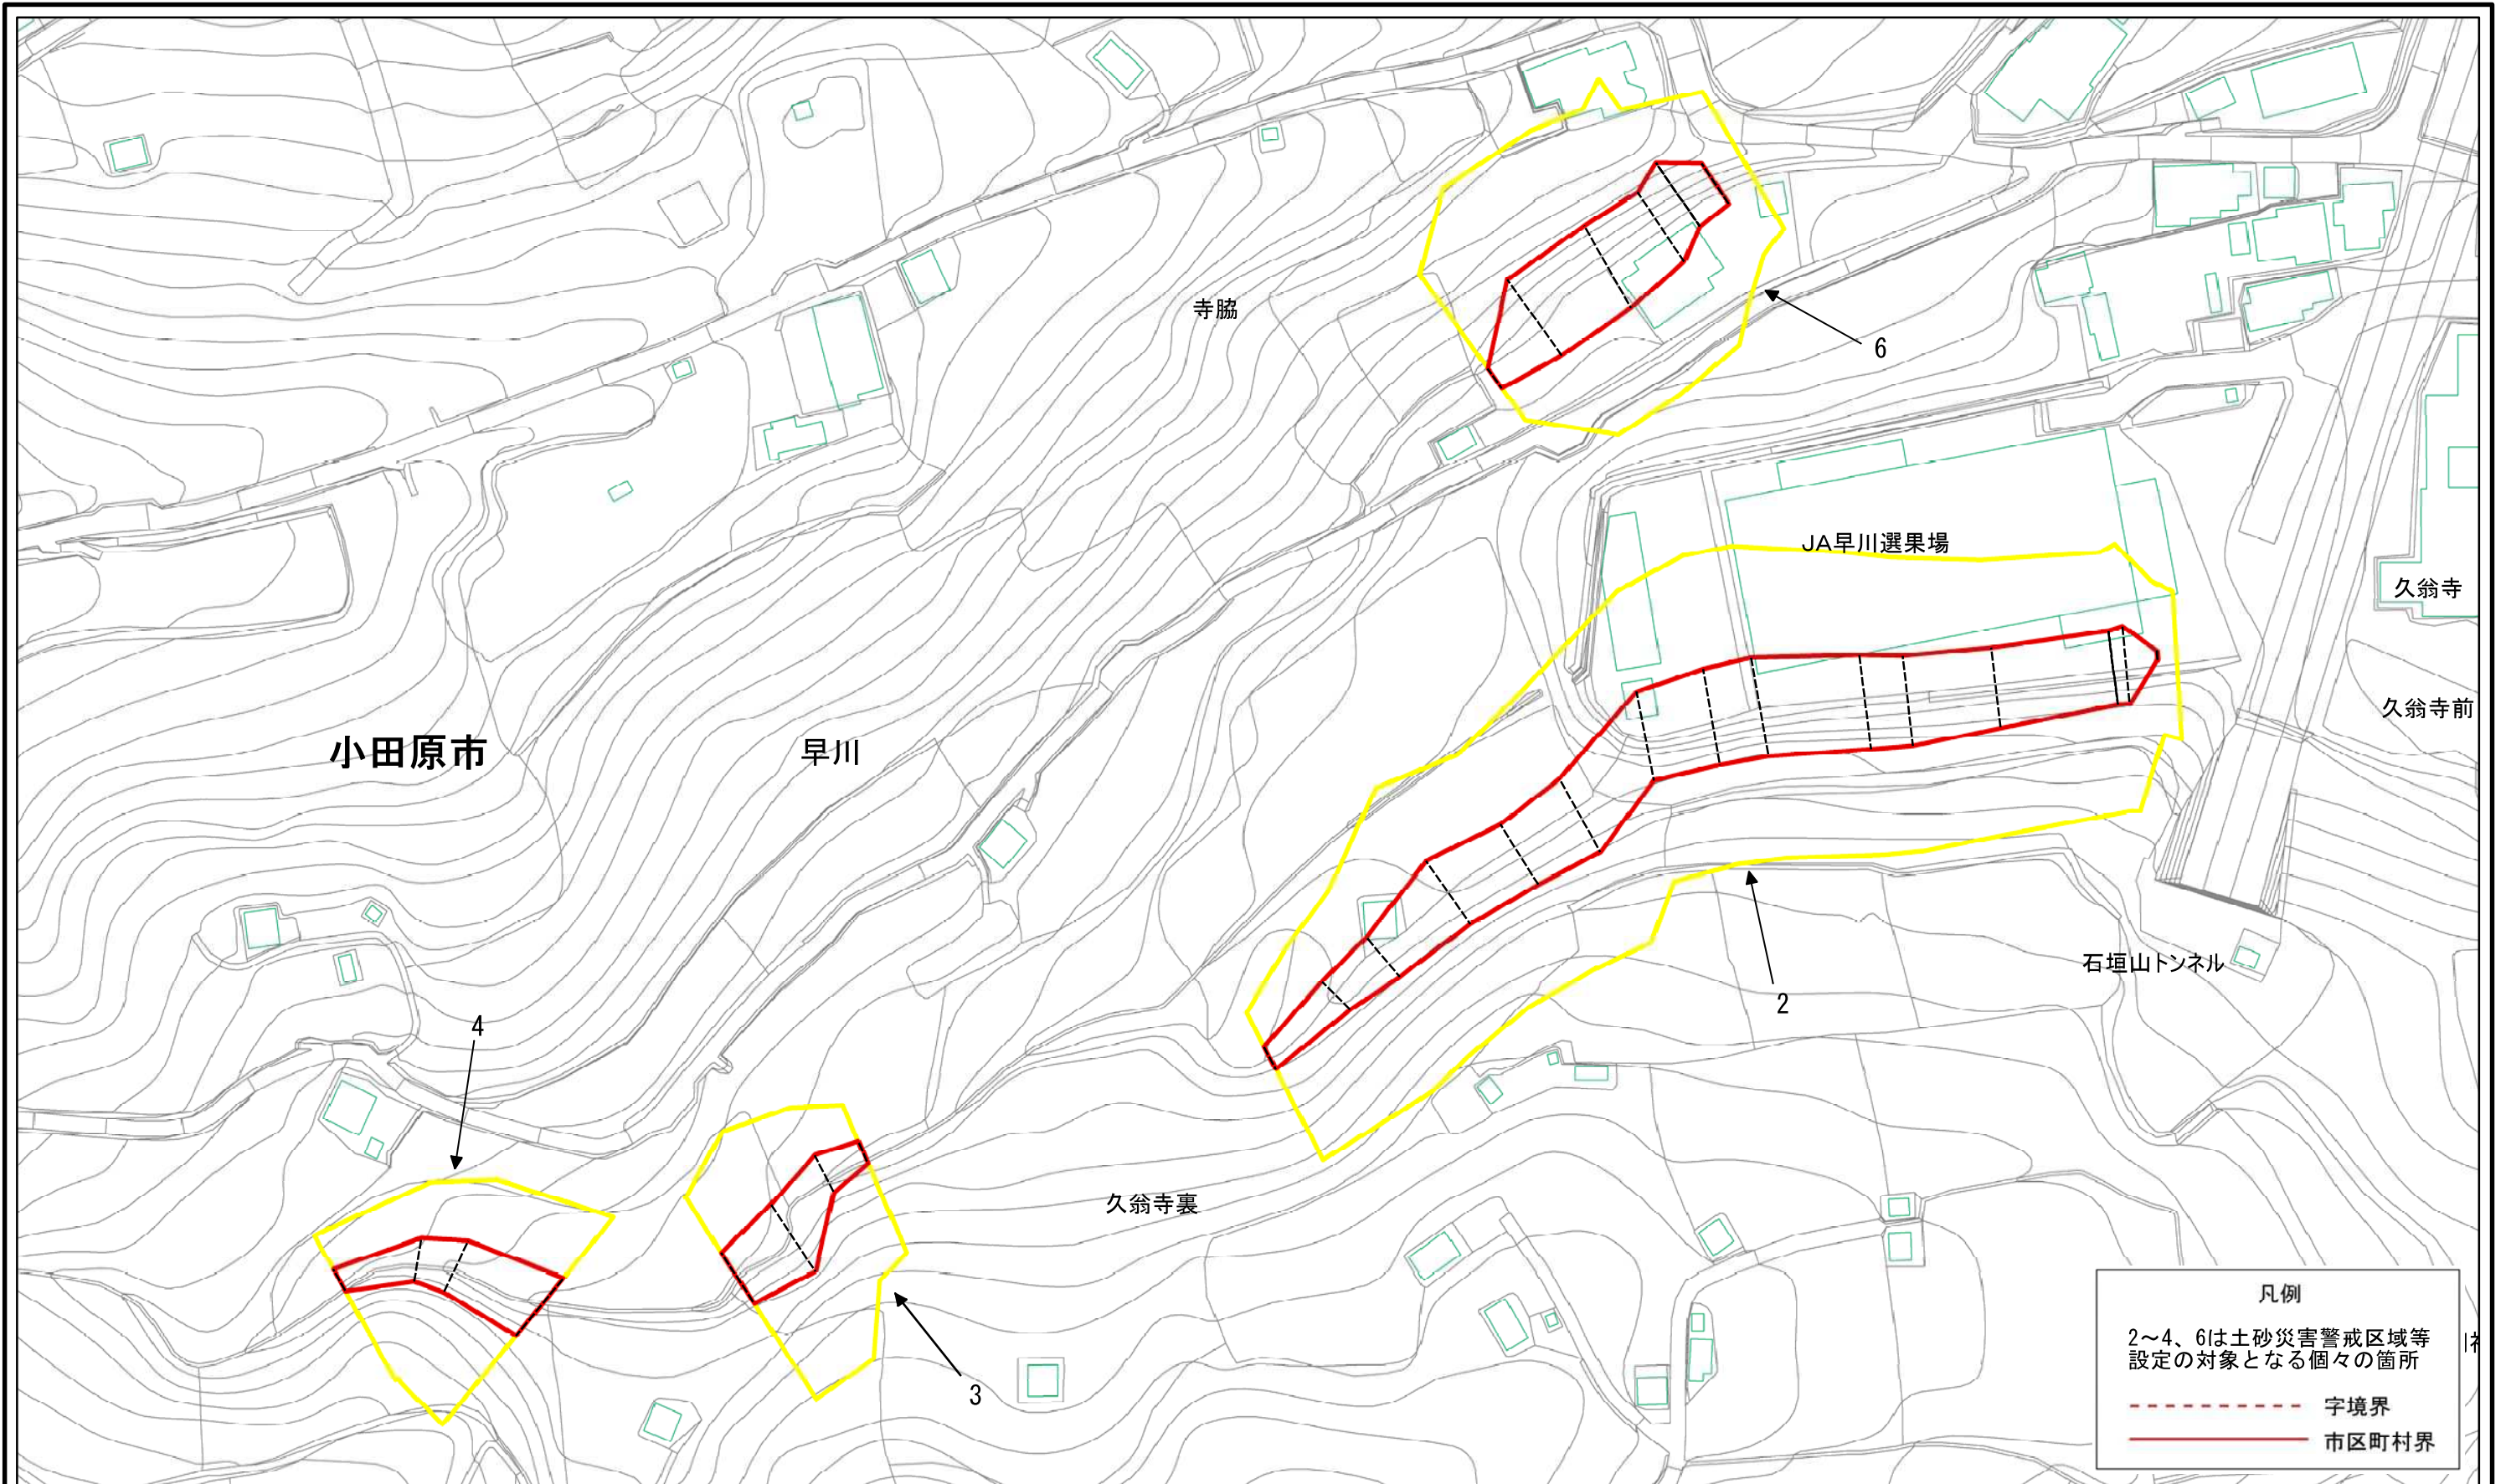 寺脇
6
JA早川選果場
久翁寺
久翁寺前
小田原市
早川
石垣山トンネル
2
4
久翁寺裏
3
凡例
2～4、6は土砂災害警戒区域等
設定の対象となる個々の箇所
字境界
市区町村界